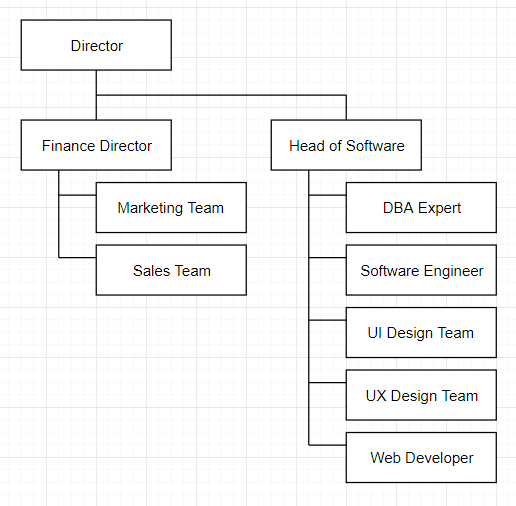 Director
Finance Director
Head of Software
Marketing Team
Sales Team
DBA Expert
Software Engineer
UI Design Team
UX Design Team
Web Developer